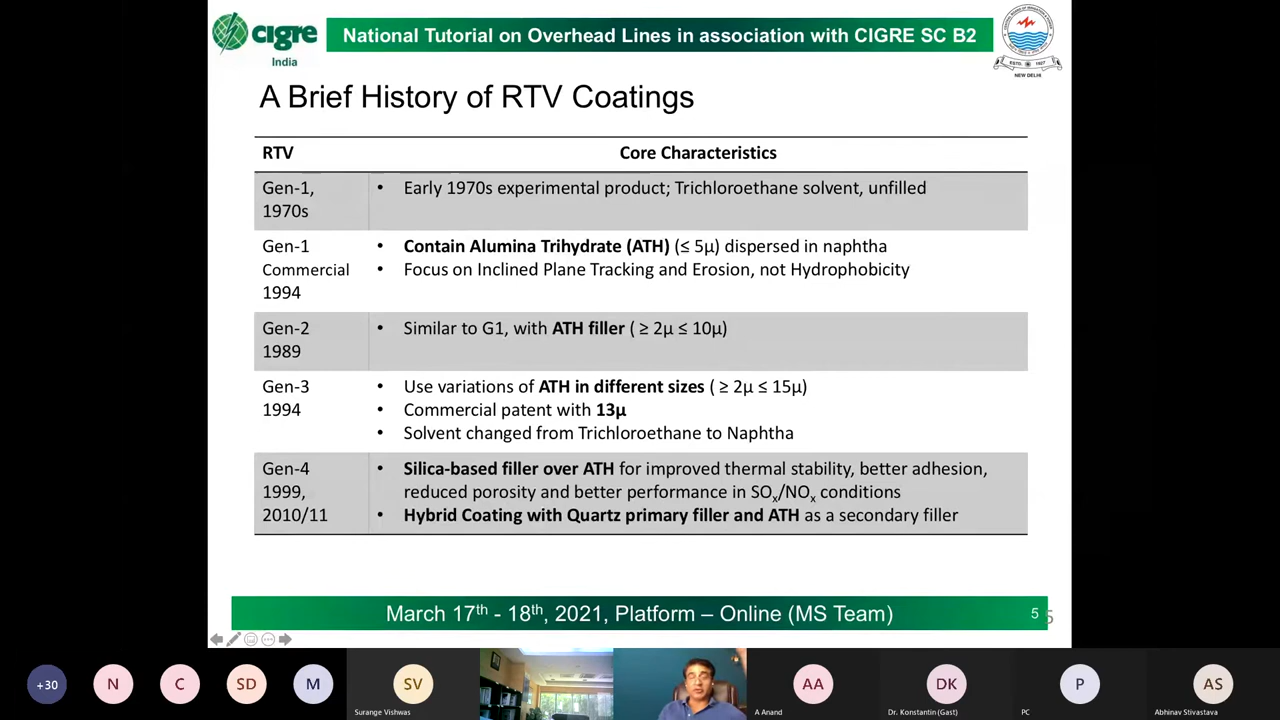 cigre
India
National Tutorial on Overhead Lines in association with CIGRE SC B2
NEW DELHI
A Brief History of RTV Coatings
RTV
Core Characteristics
Gen-1,
1970s
• Early 1970s experimental product; Trichloroethane solvent, unfilled
Gen-1
Commercial
1994
• Contain Alumina Trihydrate (ATH) (≤ 5µ) dispersed in naphtha
• Focus on Inclined Plane Tracking and Erosion, not Hydrophobicity
Gen-2
1989
• Similar to G1, with ATH filler ( ≥ 2µ ≤ 10µ)
Gen-3
1994
• Use variations of ATH in different sizes ( ≥ 2µ ≤ 15µ)
• Commercial patent with 13µ
• Solvent changed from Trichloroethane to Naphtha
Gen-4
1999,
2010/11
• Silica-based filler over ATH for improved thermal stability, better adhesion,
reduced porosity and better performance in SOx/NOx conditions
• Hybrid Coating with Quartz primary filler and ATH as a secondary filler
March 17th - 18th, 2021, Platform – Online (MS Team)
5
5
+30
N
C
SD
M
SV
AA
DK
P
AS
Surange Vishwas
A Anand
Dr. Konstantin (Gast)
PC
Abhinav Stivastava